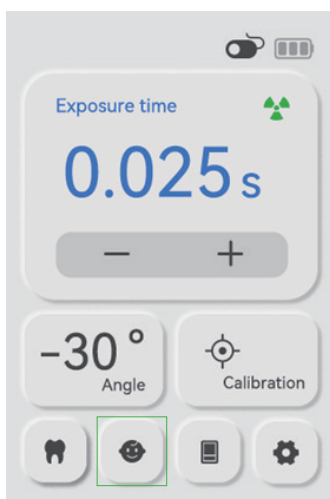 Exposure time
0.025 s
− +
−30°
Angle
Calibration